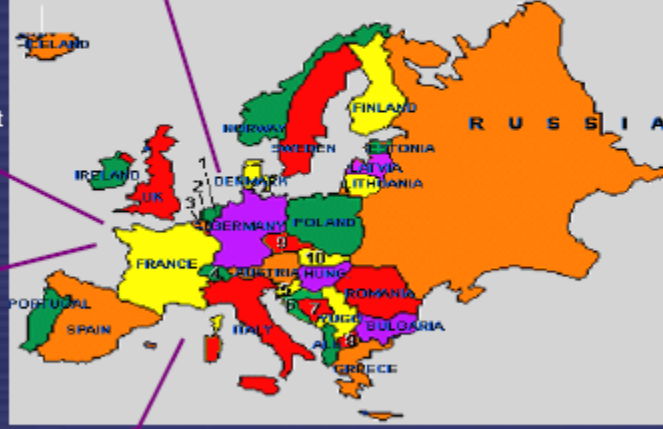 ICELAND
t
FINLAND
R U S S I A
NORWAY
SWEDEN
ESTONIA
LATVIA
LITHUANIA
IRELAND
UK
DENMARK
1
2
3
GERMANY
POLAND
9
FRANCE
4
AUSTRIA
10
HUNG
5
ROMANIA
6
7
YUGO
PORTUGAL
SPAIN
ITALY
BULGARIA
ALB
8
GREECE